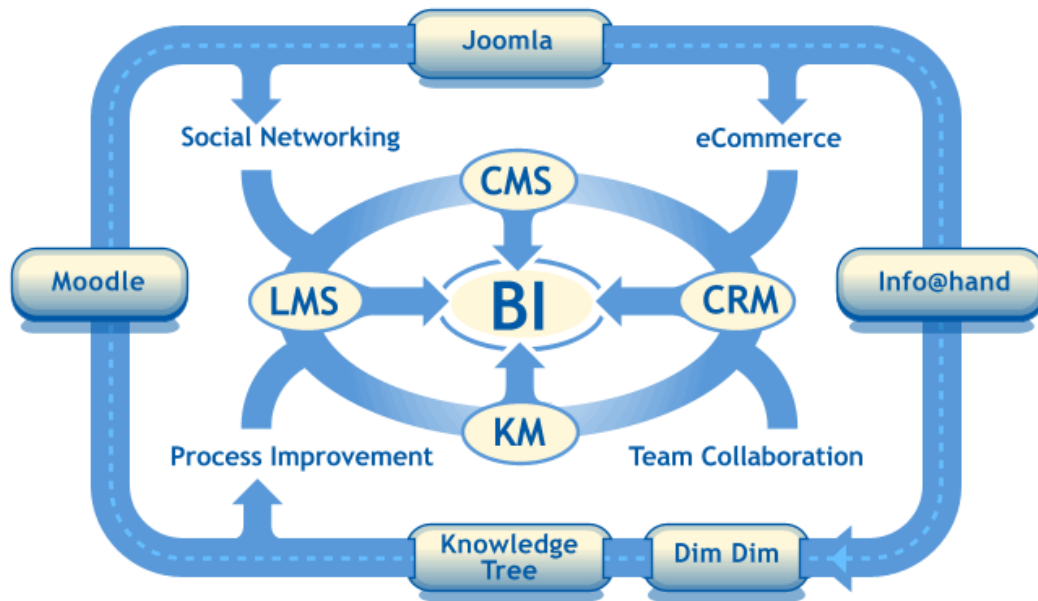 Joomla
Social Networking
eCommerce
CMS
Moodle
LMS
BI
CRM
Info@hand
KM
Process Improvement
Team Collaboration
Knowledge
Tree
Dim Dim